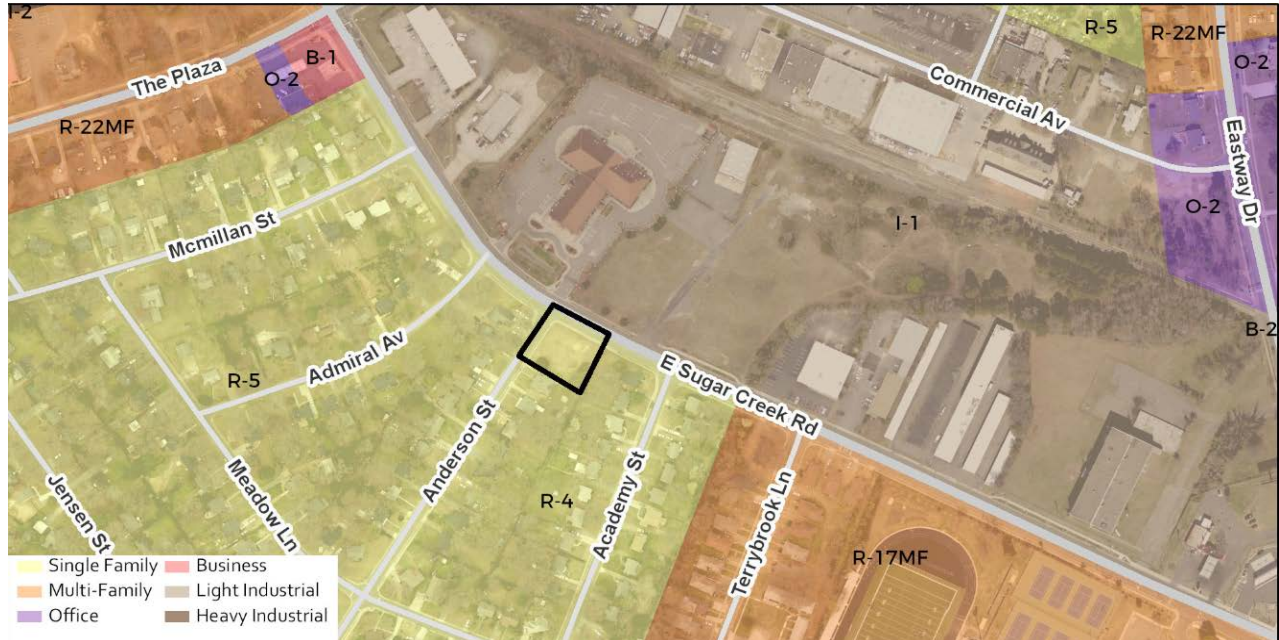 I-2
The Plaza
O-2
B-1
R-5
R-22MF
O-2
Commercial Av
R-22MF
Eastway Dr
Mcmillan St
O-2
I-1
B-2
Admiral Av
R-5
E Sugar Creek Rd
Anderson St
Meadow Ln
Jensen St
R-4
Academy St
Terrybrook Ln
R-17MF
Single Family
Business
Multi-Family
Light Industrial
Office
Heavy Industrial